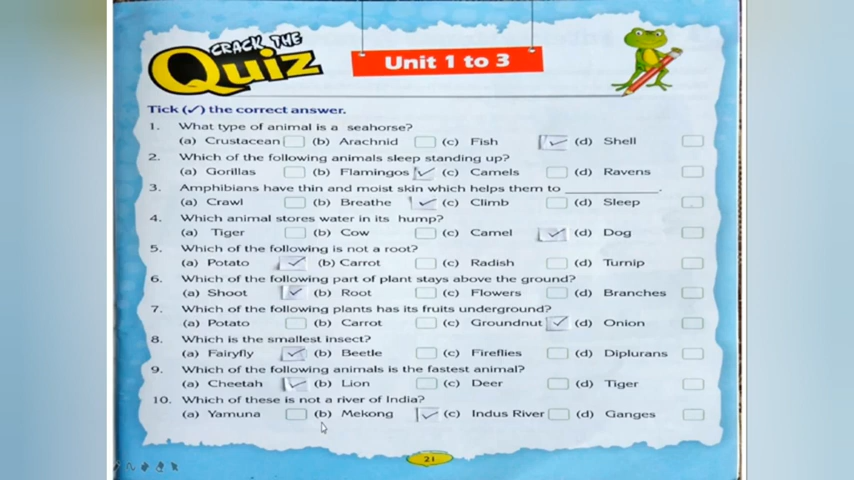 CRACK THE
Quiz
Unit 1 to 3
Tick (✓) the correct answer.
1. What type of animal is a seahorse?
(a) Crustacean (b) Arachnid (c) Fish ✓ (d) Shell
2. Which of the following animals sleep standing up?
(a) Gorillas (b) Flamingos ✓ (c) Camels (d) Ravens
3. Amphibians have thin and moist skin which helps them to ____________.
(a) Crawl (b) Breathe ✓ (c) Climb (d) Sleep
4. Which animal stores water in its hump?
(a) Tiger (b) Cow (c) Camel ✓ (d) Dog
5. Which of the following is not a root?
(a) Potato ✓ (b) Carrot (c) Radish (d) Turnip
6. Which of the following part of plant stays above the ground?
(a) Shoot ✓ (b) Root (c) Flowers (d) Branches
7. Which of the following plants has its fruits underground?
(a) Potato (b) Carrot (c) Groundnut ✓ (d) Onion
8. Which is the smallest insect?
(a) Fairyfly ✓ (b) Beetle (c) Fireflies (d) Diplurans
9. Which of the following animals is the fastest animal?
(a) Cheetah ✓ (b) Lion (c) Deer (d) Tiger
10. Which of these is not a river of India?
(a) Yamuna (b) Mekong ✓ (c) Indus River (d) Ganges
21